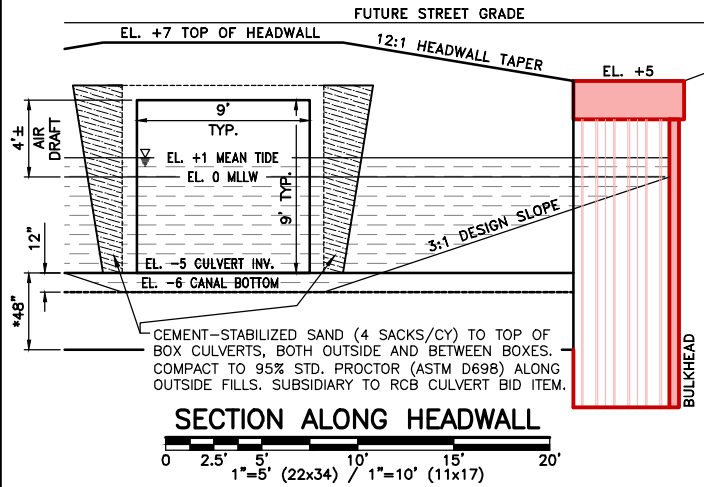 FUTURE STREET GRADE
EL. +7 TOP OF HEADWALL
12:1 HEADWALL TAPER
EL. +5
9'
TYP.
4'±
AIR
DRAFT
EL. +1 MEAN TIDE
EL. 0 MLLW
9' TYP.
3:1 DESIGN SLOPE
12"
EL. -5 CULVERT INV.
EL. -6 CANAL BOTTOM
*48"
CEMENT-STABILIZED SAND (4 SACKS/CY) TO TOP OF
BOX CULVERTS, BOTH OUTSIDE AND BETWEEN BOXES.
COMPACT TO 95% STD. PROCTOR (ASTM D698) ALONG
OUTSIDE FILLS. SUBSIDIARY TO RCB CULVERT BID ITEM.
BULKHEAD
SECTION ALONG HEADWALL
0 2.5' 5' 10' 15' 20'
1"=5' (22x34) / 1"=10' (11x17)